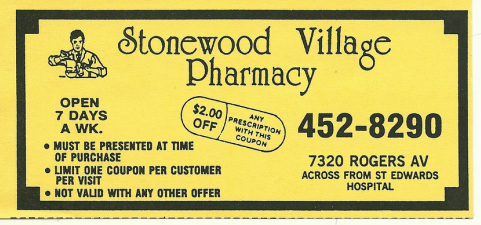 Stonewood Village
Pharmacy
OPEN
7 DAYS
A WK.
$2.00
OFF
ANY
PRESCRIPTION
WITH THIS
COUPON
452-8290
• MUST BE PRESENTED AT TIME
OF PURCHASE
• LIMIT ONE COUPON PER CUSTOMER
PER VISIT
• NOT VALID WITH ANY OTHER OFFER
7320 ROGERS AV
ACROSS FROM ST EDWARDS
HOSPITAL